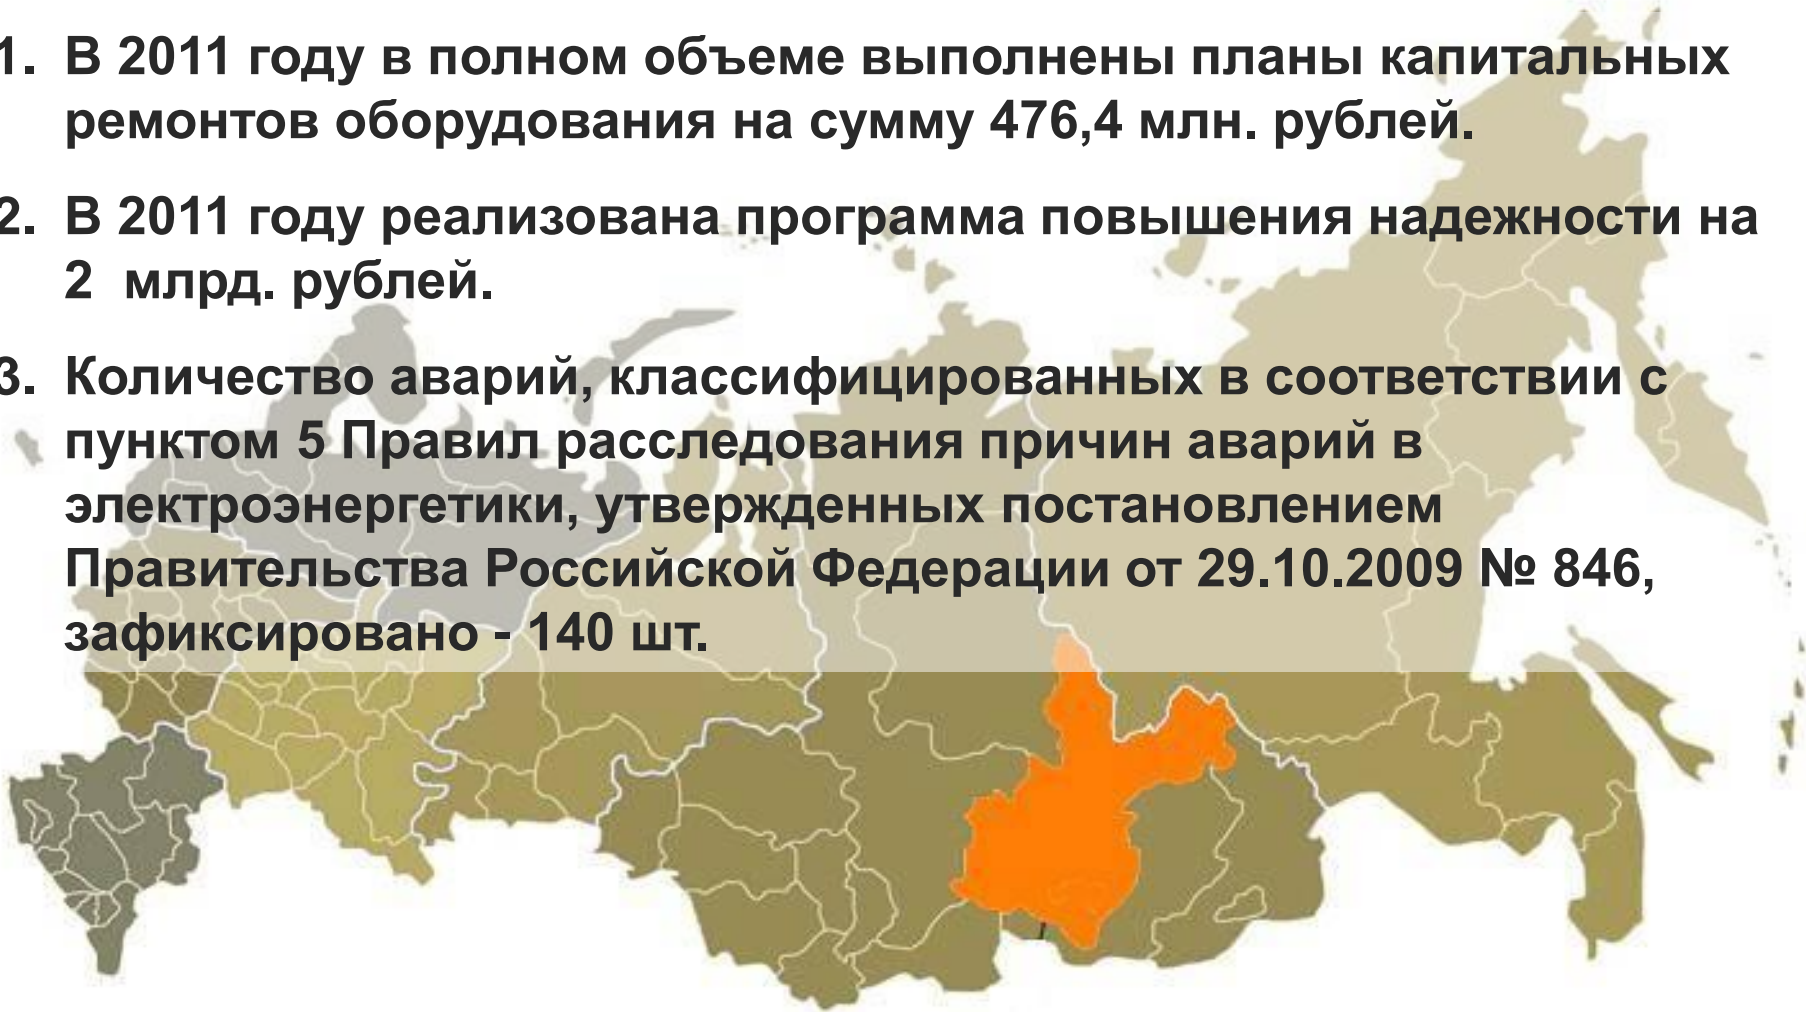 1. В 2011 году в полном объеме выполнены планы капитальных
ремонтов оборудования на сумму 476,4 млн. рублей.
2. В 2011 году реализована программа повышения надежности на
2 млрд. рублей.
3. Количество аварий, классифицированных в соответствии с
пунктом 5 Правил расследования причин аварий в
электроэнергетики, утвержденных постановлением
Правительства Российской Федерации от 29.10.2009 № 846,
зафиксировано - 140 шт.